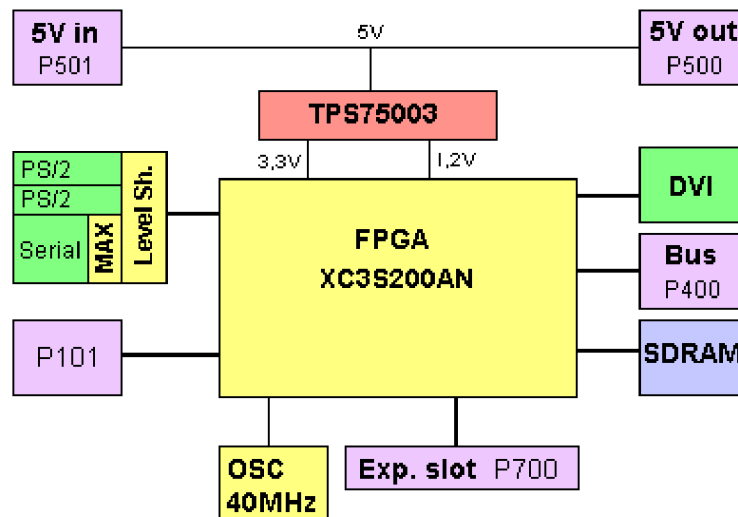 5V in
P501
5V
5V out
P500
TPS75003
3,3V
1,2V
PS/2
PS/2
Serial
MAX
Level Sh.
FPGA
XC3S200AN
DVI
Bus
P400
P101
SDRAM
OSC
40MHz
Exp. slot P700